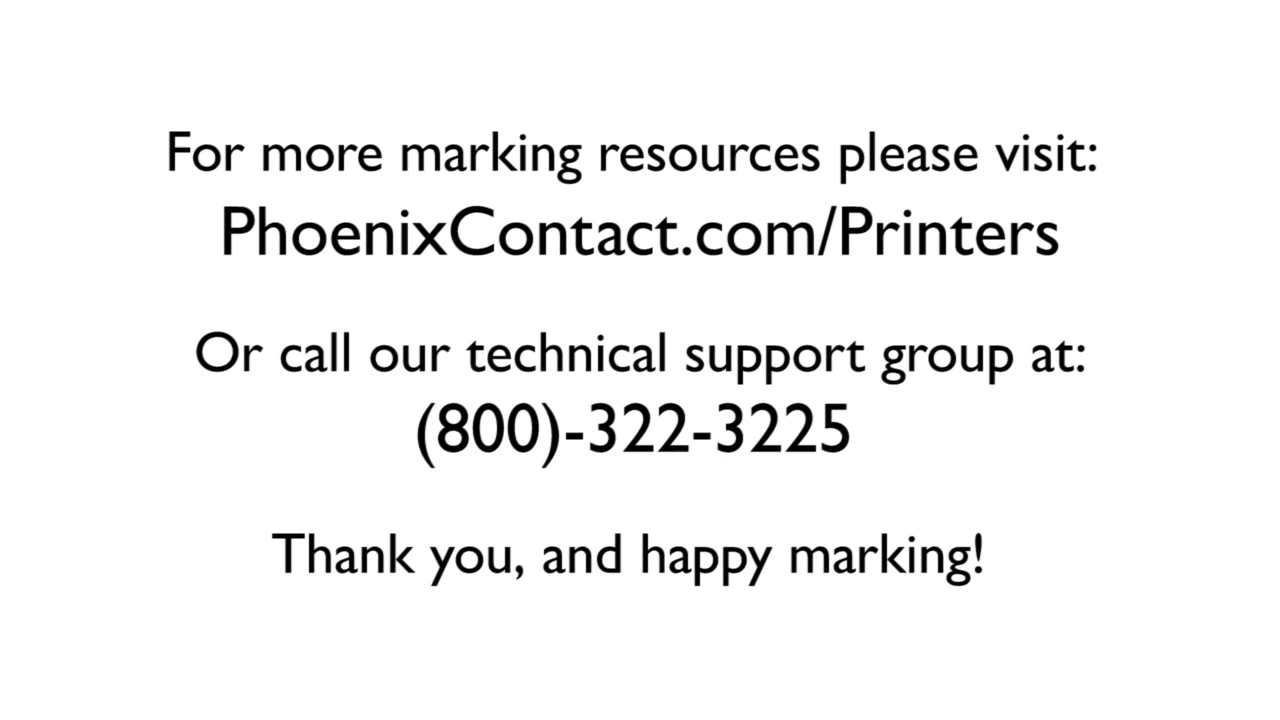 For more marking resources please visit:
PhoenixContact.com/Printers
Or call our technical support group at:
(800)-322-3225
Thank you, and happy marking!